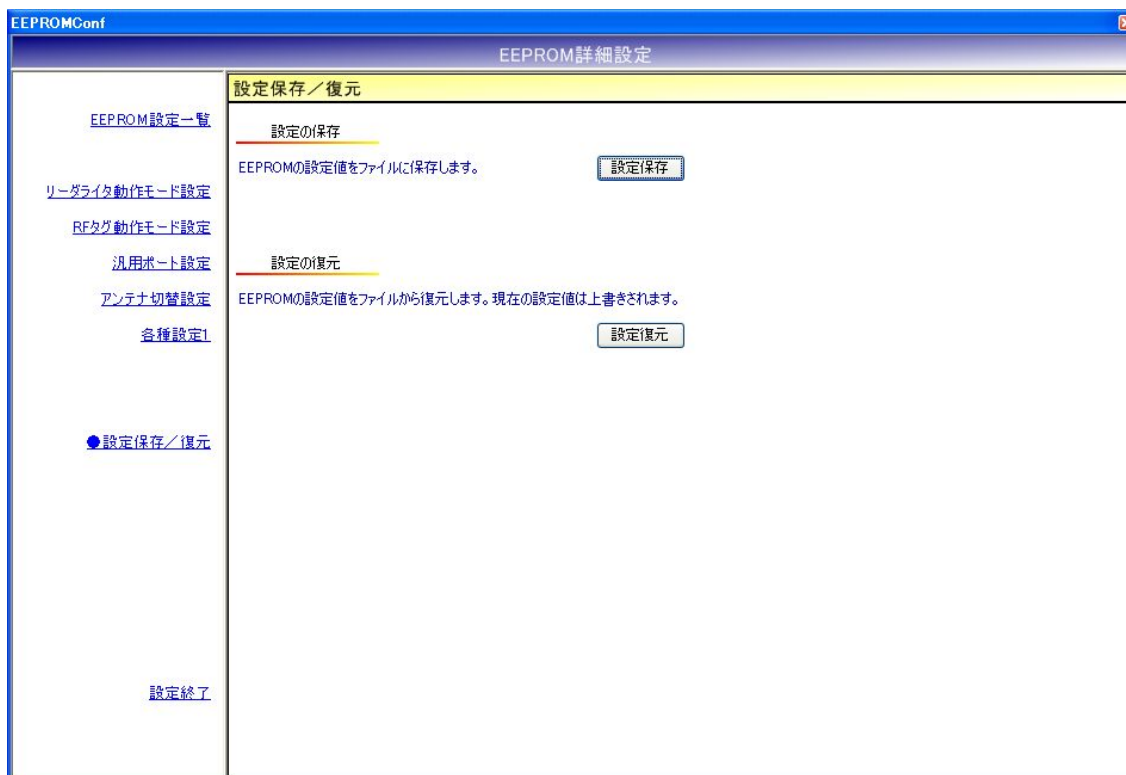 EEPROMConf
EEPROM詳細設定
EEPROM設定一覧
リーダライタ動作モード設定
RFタグ動作モード設定
汎用ポート設定
アンテナ切替設定
各種設定1
●設定保存／復元
設定終了
設定保存／復元
設定の保存
EEPROMの設定値をファイルに保存します。
設定保存
設定の復元
EEPROMの設定値をファイルから復元します。現在の設定値は上書きされます。
設定復元